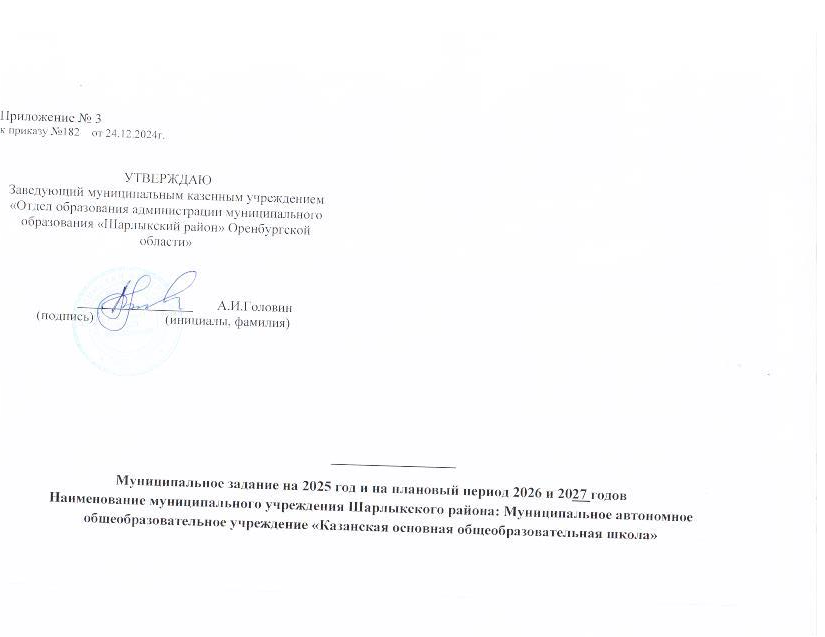 Приложение № 3
к приказу №182 от 24.12.2024г.
УТВЕРЖДАЮ
Заведующий муниципальным казенным учреждением
«Отдел образования администрации муниципального
образования «Шарлыкский район» Оренбургской
области»
А.И.Головин
(подпись) (инициалы, фамилия)
Муниципальное задание на 2025 год и на плановый период 2026 и 2027 годов
Наименование муниципального учреждения Шарлыкского района: Муниципальное автономное
общеобразовательное учреждение «Казанская основная общеобразовательная школа»